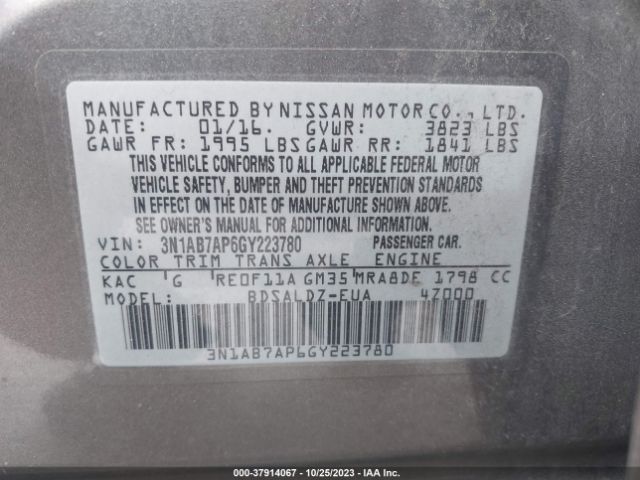 MANUFACTURED BY NISSAN MOTOR CO., LTD.
DATE: 01/16. GVWR: 3823 LBS
GAWR FR: 1995 LBS GAWR RR: 1841 LBS
THIS VEHICLE CONFORMS TO ALL APPLICABLE FEDERAL MOTOR
VEHICLE SAFETY, BUMPER AND THEFT PREVENTION STANDARDS
IN EFFECT ON THE DATE OF MANUFACTURE SHOWN ABOVE.
SEE OWNER'S MANUAL FOR ADDITIONAL INFORMATION.
VIN: 3N1AB7AP6GY223780 PASSENGER CAR.
COLOR TRIM TRANS AXLE ENGINE
KAC G RE0F11A GM35 MRA8DE 1798 CC
MODEL: BDSALDZ-EUA 4Z000
3N1AB7AP6GY223780
000-37914067 - 10/25/2023 - IAA Inc.